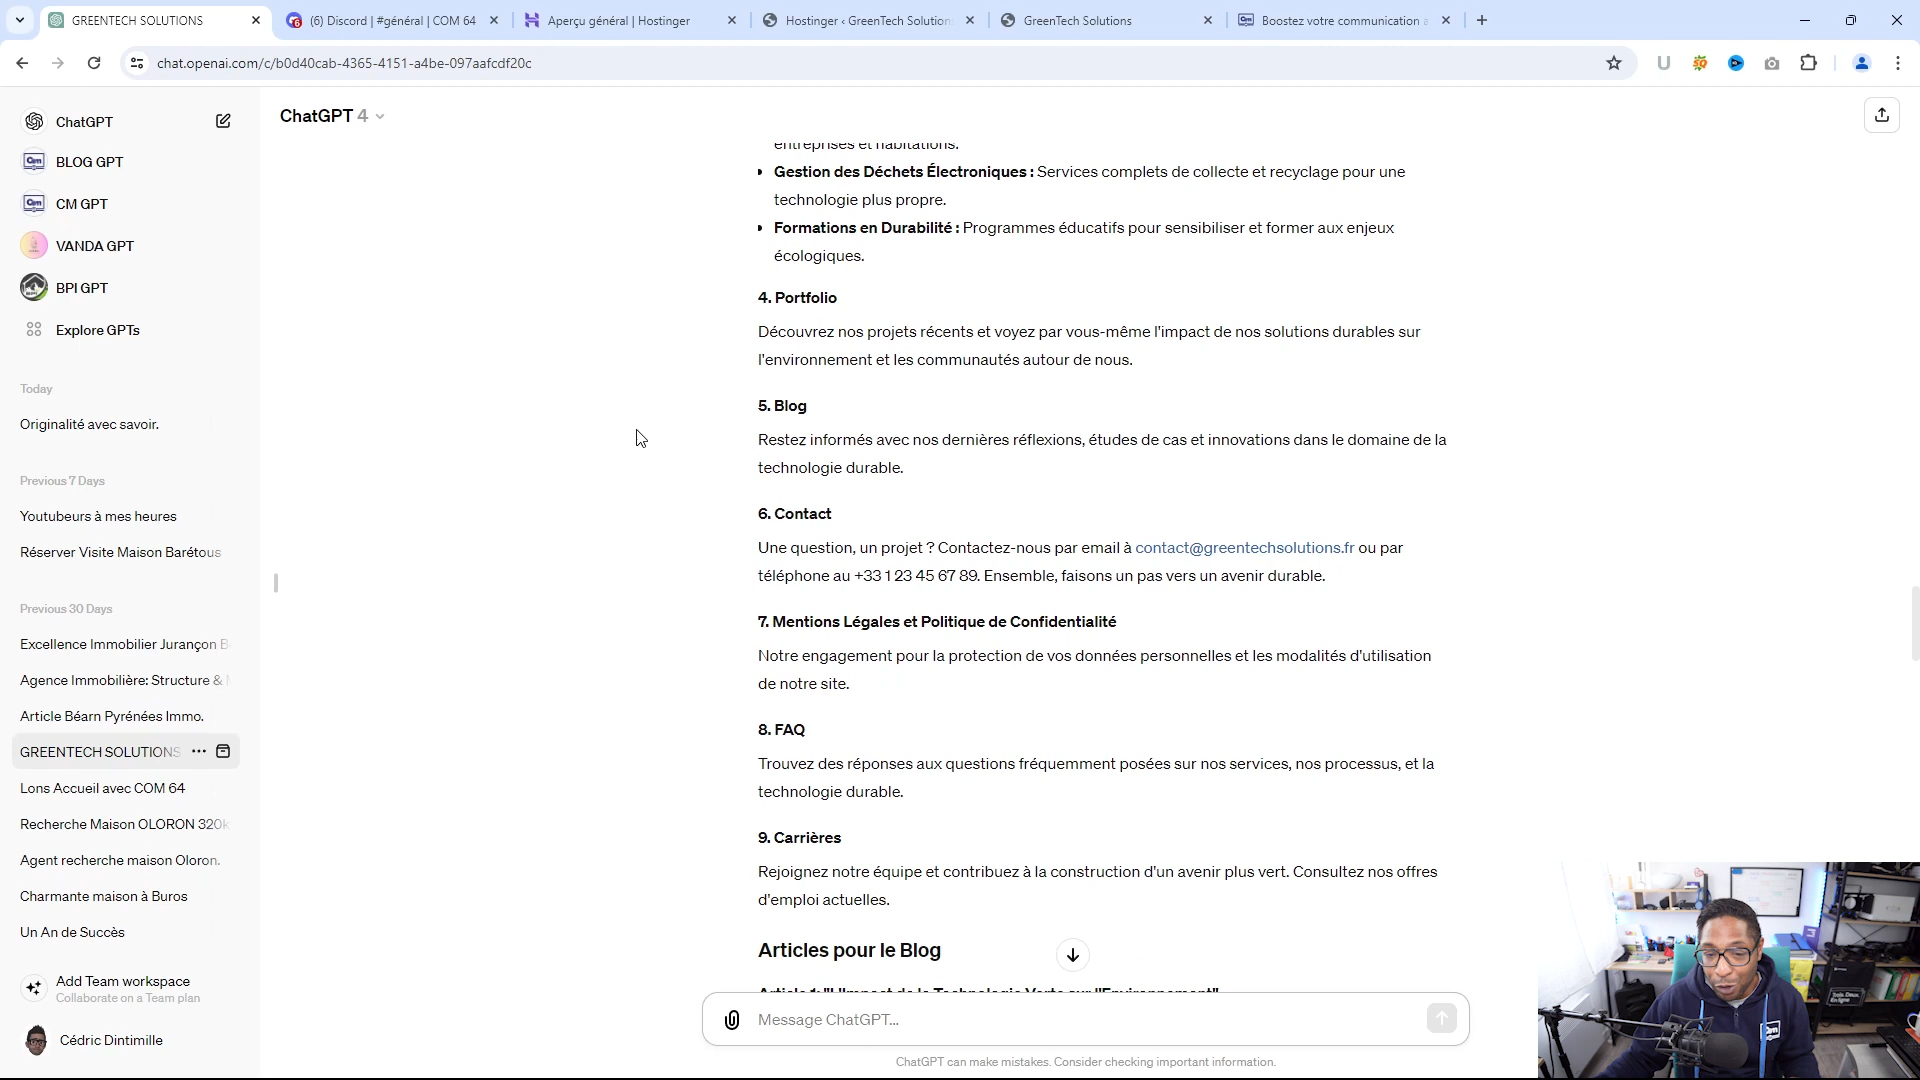 GREENTECH SOLUTIONS
(6) Discord | #général | COM 64
Aperçu général | Hostinger
Hostinger ‹ GreenTech Solutions
GreenTech Solutions
Boostez votre communication a
chat.openai.com/c/b0d40cab-4365-4151-a4be-097aafcdf20c
ChatGPT
BLOG GPT
CM GPT
VANDA GPT
BPI GPT
Explore GPTs
Today
Originalité avec savoir.
Previous 7 Days
Youtubeurs à mes heures
Réserver Visite Maison Barétous
Previous 30 Days
Excellence Immobilier Jurançon B
Agence Immobilière: Structure &
Article Béarn Pyrénées Immo.
GREENTECH SOLUTIONS
Lons Accueil avec COM 64
Recherche Maison OLORON 320k
Agent recherche maison Oloron.
Charmante maison à Buros
Un An de Succès
Add Team workspace
Collaborate on a Team plan
Cédric Dintimille
ChatGPT 4
entreprises et habitations.
Gestion des Déchets Électroniques : Services complets de collecte et recyclage pour une
technologie plus propre.
Formations en Durabilité : Programmes éducatifs pour sensibiliser et former aux enjeux
écologiques.
4. Portfolio
Découvrez nos projets récents et voyez par vous-même l'impact de nos solutions durables sur
l'environnement et les communautés autour de nous.
5. Blog
Restez informés avec nos dernières réflexions, études de cas et innovations dans le domaine de la
technologie durable.
6. Contact
Une question, un projet ? Contactez-nous par email à contact@greentechsolutions.fr ou par
téléphone au +33 1 23 45 67 89. Ensemble, faisons un pas vers un avenir durable.
7. Mentions Légales et Politique de Confidentialité
Notre engagement pour la protection de vos données personnelles et les modalités d'utilisation
de notre site.
8. FAQ
Trouvez des réponses aux questions fréquemment posées sur nos services, nos processus, et la
technologie durable.
9. Carrières
Rejoignez notre équipe et contribuez à la construction d'un avenir plus vert. Consultez nos offres
d'emploi actuelles.
Articles pour le Blog
Article 1: "L'Impact de la Technologie Verte sur l'Environnement"
Message ChatGPT...
ChatGPT can make mistakes. Consider checking important information.